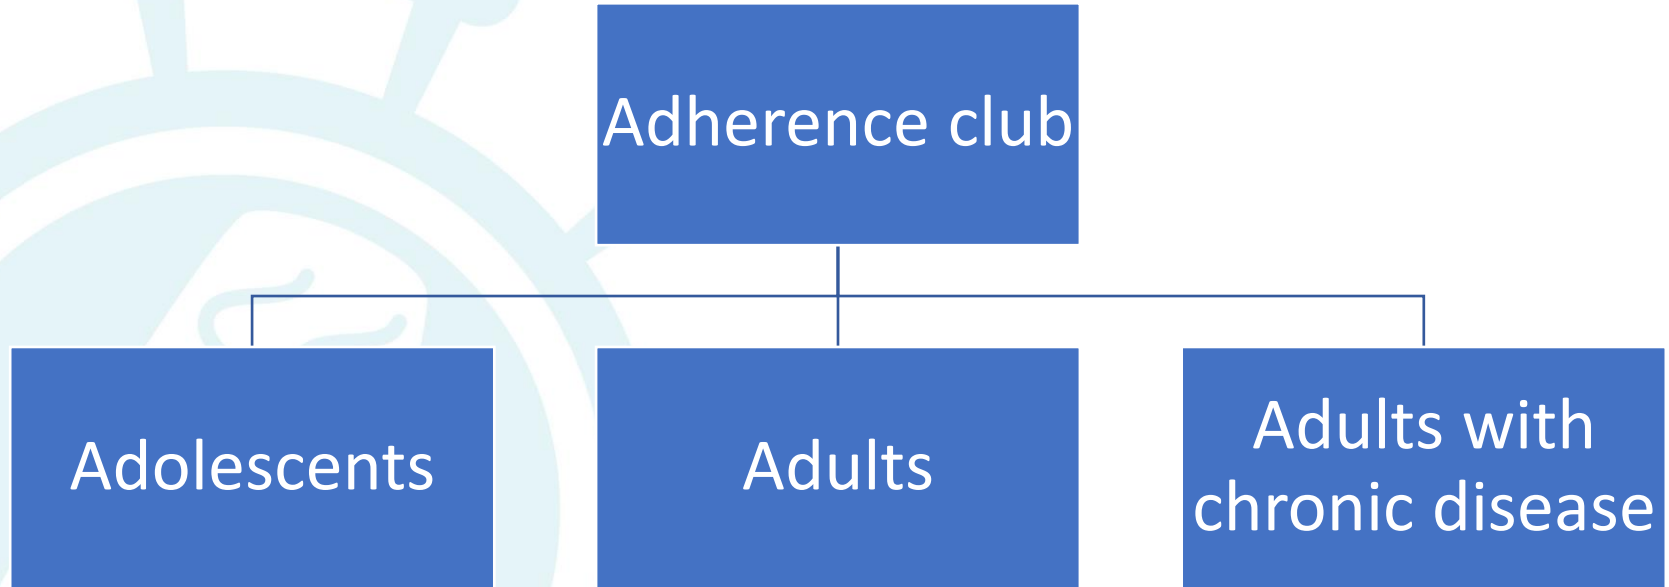 Adherence club
Adolescents
Adults
Adults with
chronic disease